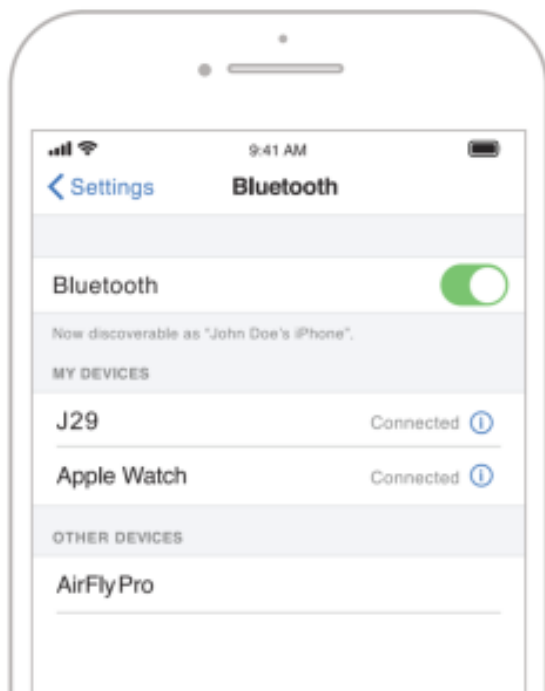 9:41 AM
Settings Bluetooth
Bluetooth
Now discoverable as "John Doe's iPhone".
MY DEVICES
J29 Connected
Apple Watch Connected
OTHER DEVICES
AirFly Pro